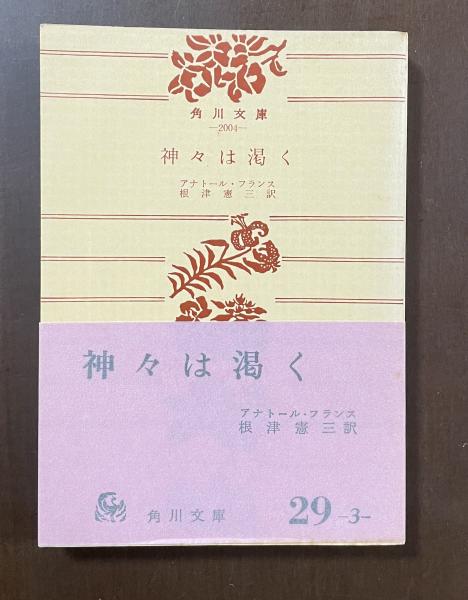 角川文庫
—2004—
神々は渇く
アナトール・フランス
根津憲三訳
神々は渇く
アナトール・フランス
根津憲三訳
角川文庫
29-3-